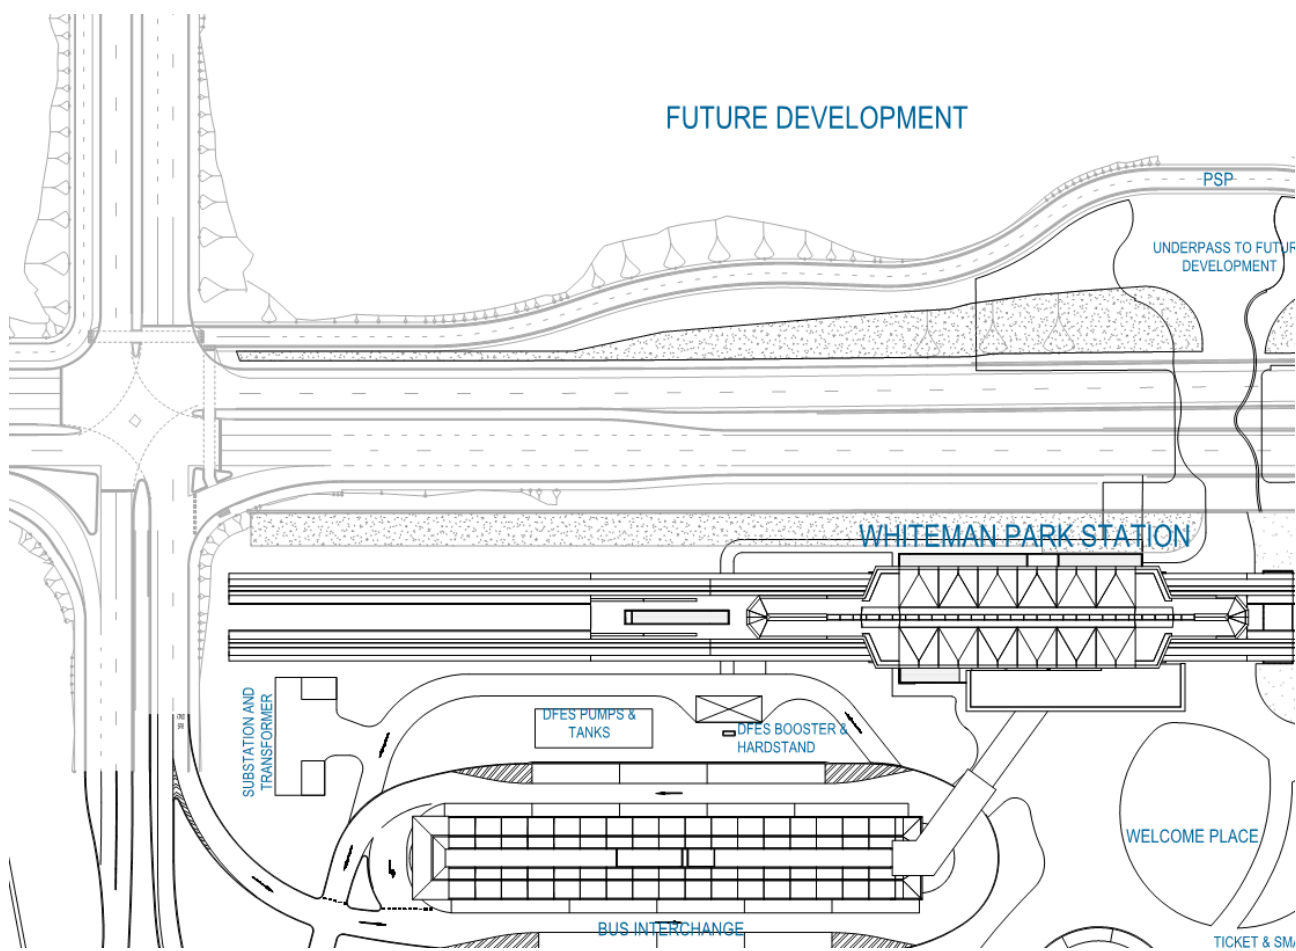 FUTURE DEVELOPMENT
PSP
UNDERPASS TO FUTUR
DEVELOPMENT
WHITEMAN PARK STATION
SUBSTATION AND
TRANSFORMER
DFES PUMPS &
TANKS
DFES BOOSTER &
HARDSTAND
WELCOME PLACE
BUS INTERCHANGE
TICKET & SMA